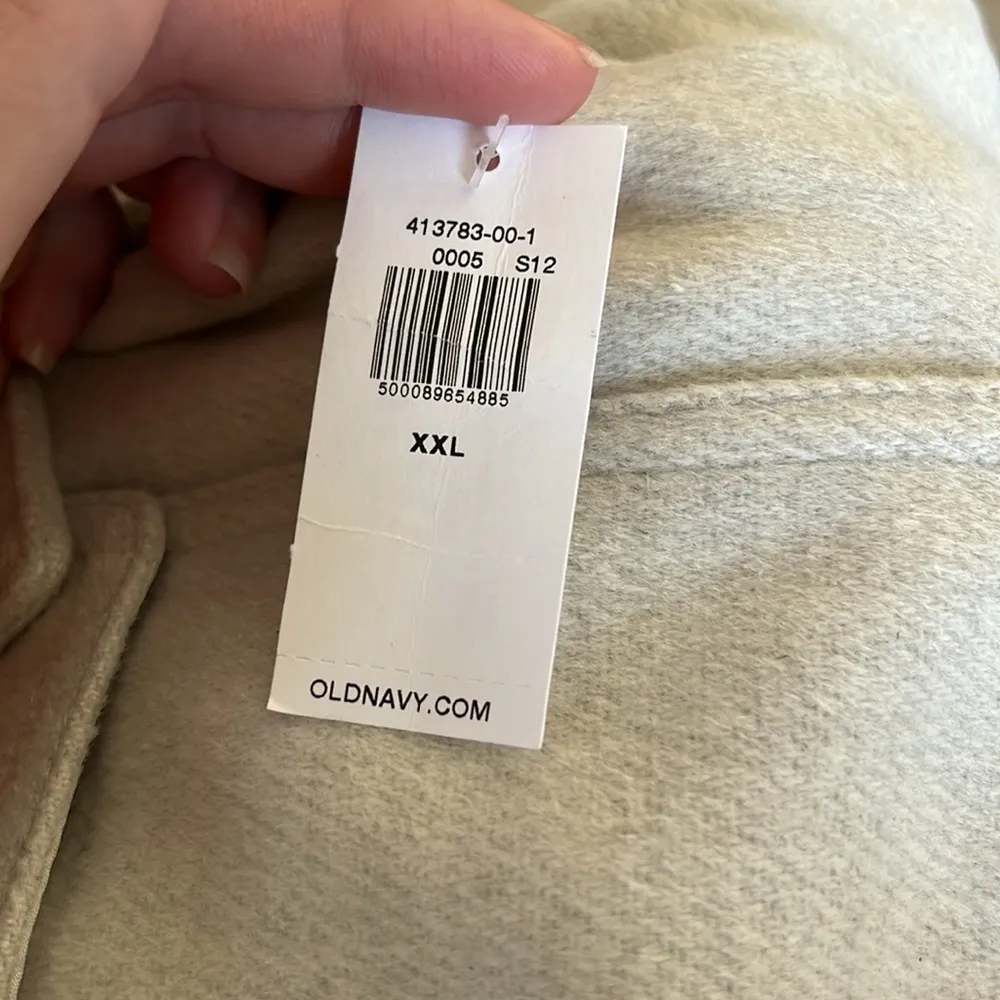 413783-00-1
0005 S12
500089654885
XXL
OLDNAVY.COM